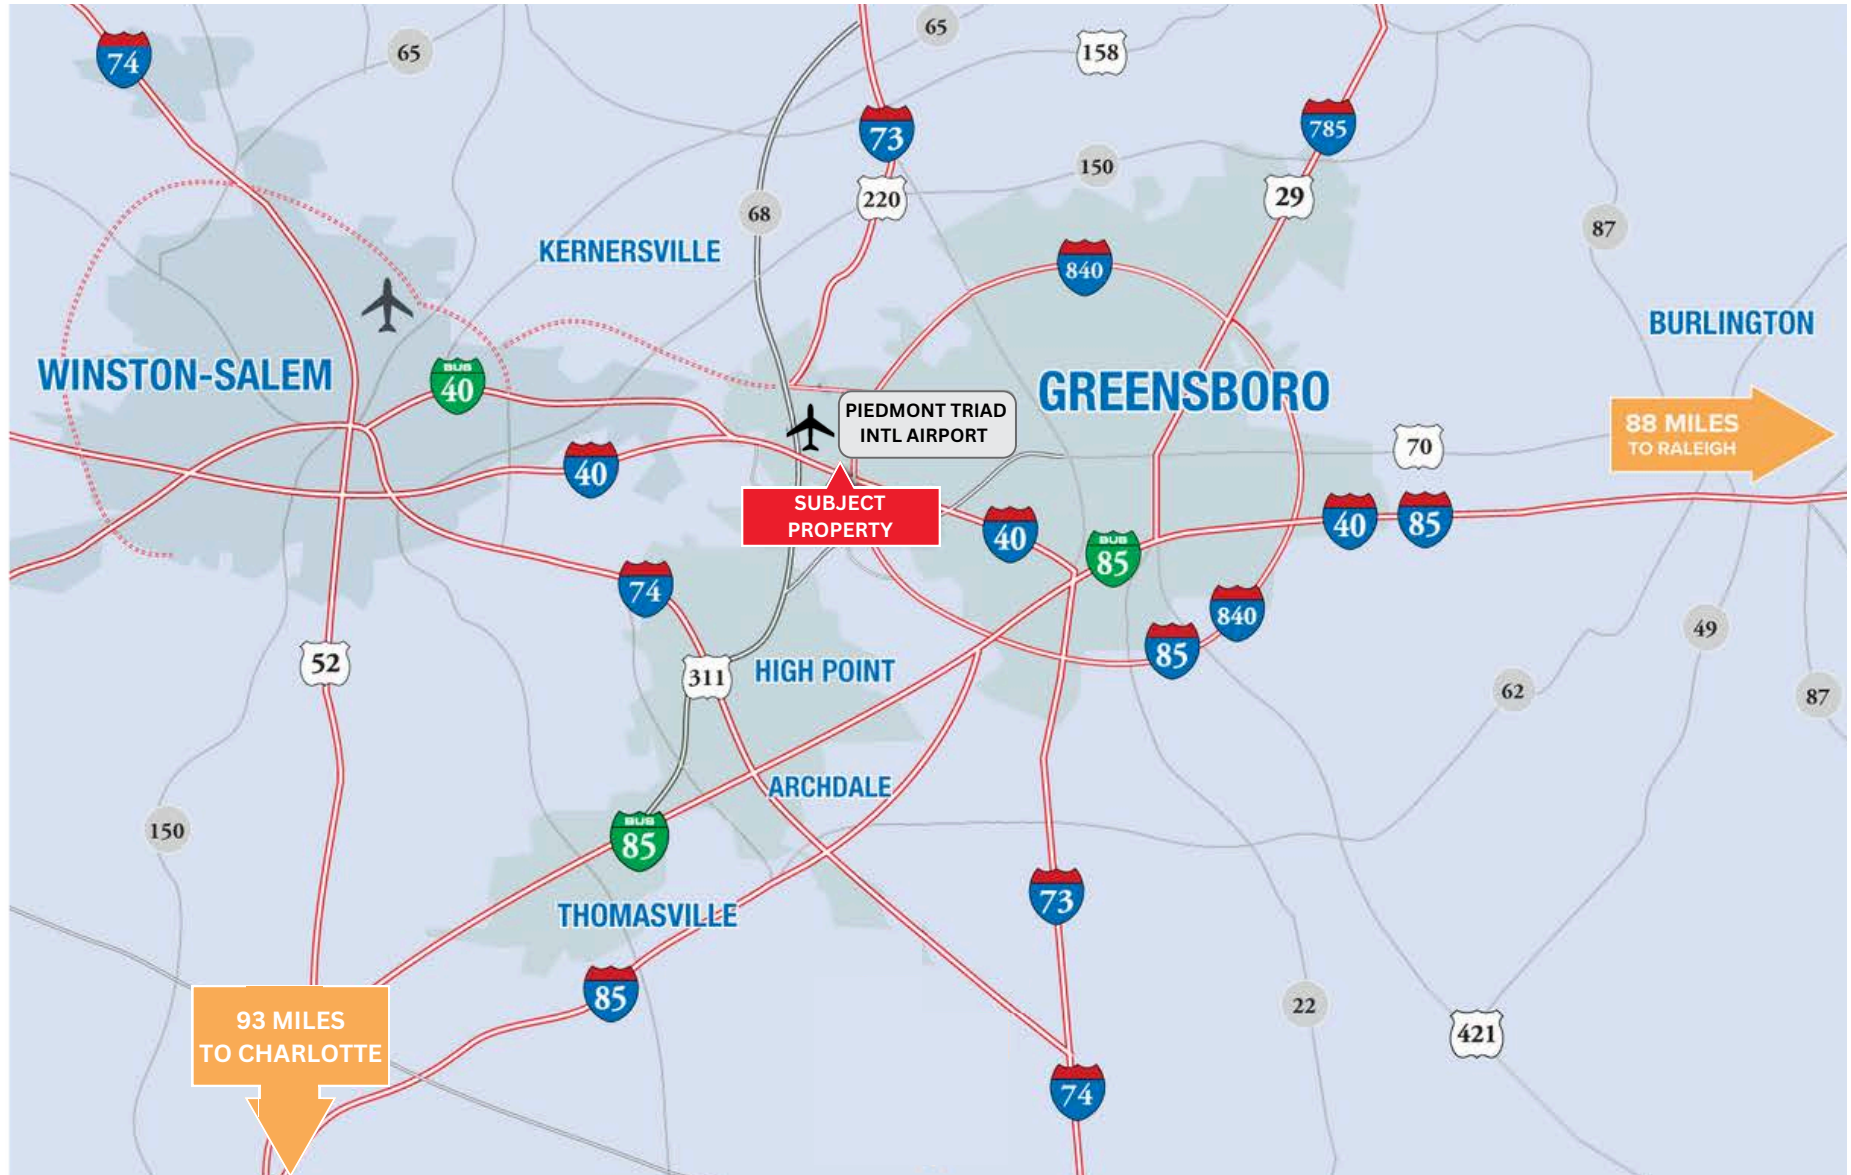 65
158
74
65
73
785
150
220
29
68
87
KERNERSVILLE
840
BURLINGTON
WINSTON-SALEM
BUS
40
GREENSBORO
PIEDMONT TRIAD
INTL AIRPORT
88 MILES
TO RALEIGH
70
40
SUBJECT
PROPERTY
40
BUS
85
40
85
74
840
85
49
52
311
HIGH POINT
62
87
ARCHDALE
150
BUS
85
73
THOMASVILLE
85
22
93 MILES
TO CHARLOTTE
421
74